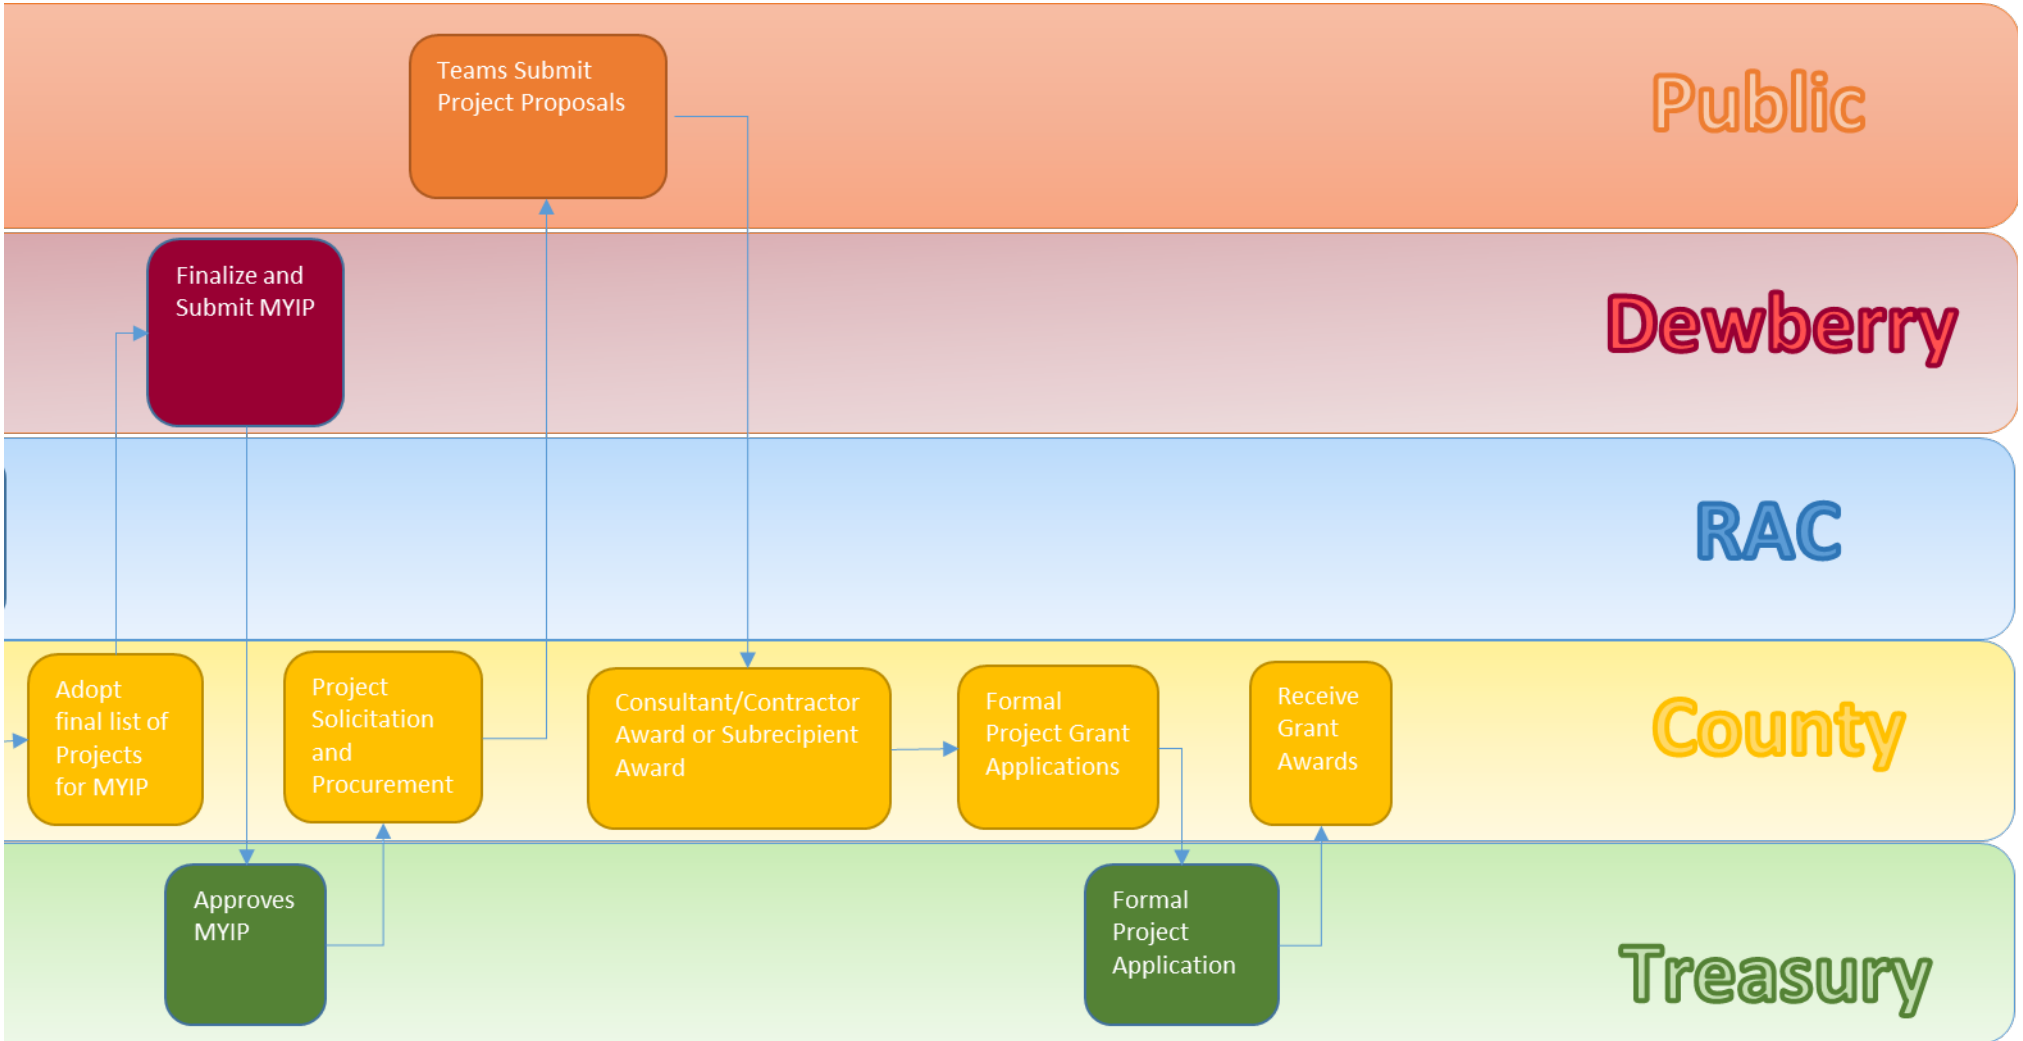 Teams Submit
Project Proposals
Public
Finalize and
Submit MYIP
Dewberry
RAC
Adopt
final list of
Projects
for MYIP
Project
Solicitation
and
Procurement
Consultant/Contractor
Award or Subrecipient
Award
Formal
Project Grant
Applications
Receive
Grant
Awards
County
Approves
MYIP
Formal
Project
Application
Treasury